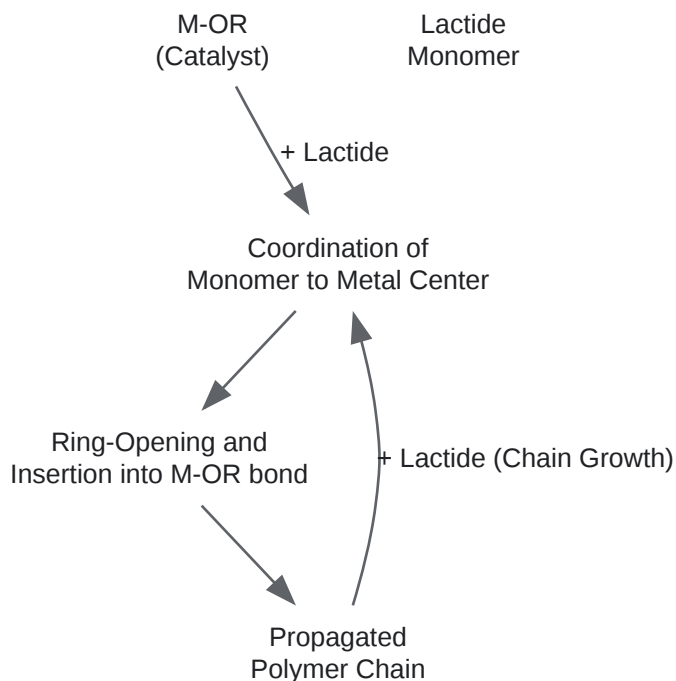 M-OR
(Catalyst)
Lactide
Monomer
+ Lactide
Coordination of
Monomer to Metal Center
Ring-Opening and
Insertion into M-OR bond
+ Lactide (Chain Growth)
Propagated
Polymer Chain